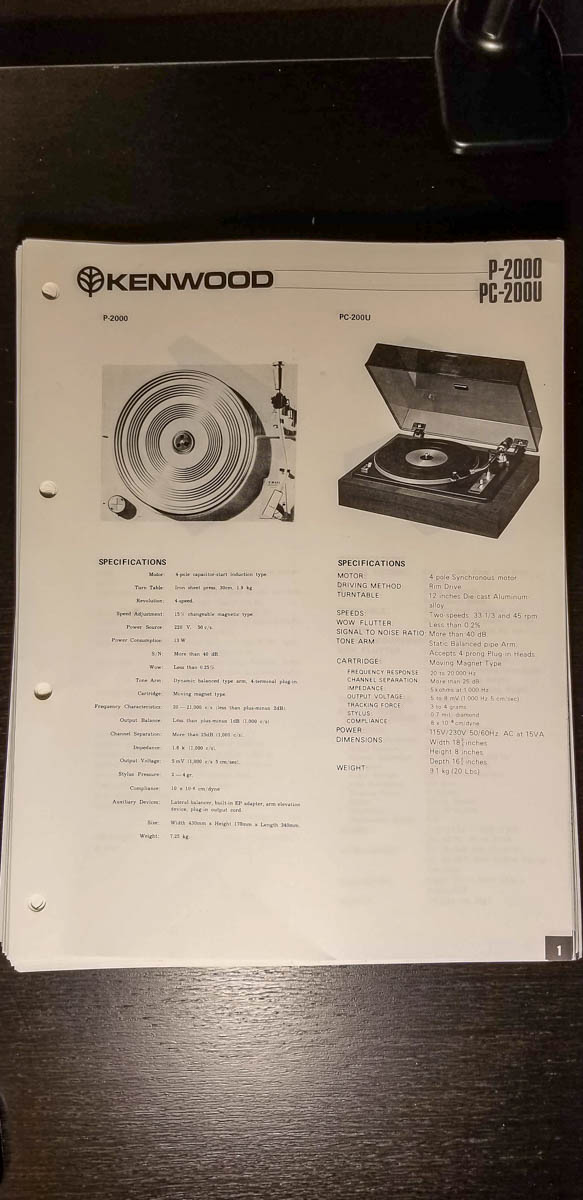 KENWOOD
P-2000
PC-200U
P-2000
SPECIFICATIONS
Motor: 4-pole capacitor-start induction type.
Turn Table: Iron sheet press, 30cm, 1.9 kg
Revolution: 4-speed.
Speed Adjustment: 15% changeable magnetic type
Power Source 220 V. 50 c/s.
Power Consumption: 13 W
S/N: More than 40 dB
Wow: Less than 0.25%
Tone Arm: Dynamic balanced type arm, 4-terminal plug-in.
Cartridge: Moving magnet type.
Frequency Characteristics: 20 — 21,000 c/s (less than plus-minus 3dB)
Output Balance: Less than plus-minus 1dB (1,000 c/s)
Channel Separation: More than 25dB (1,000 c/s).
Impedance: 1.6 k (1,000 c/s).
Output Voltage: 5 mV (1,000 c/s 5 cm/sec).
Stylus Pressure: 2 — 4 gr.
Compliance: 10 x 10-6 cm/dyne
Auxiliary Devices: Lateral balancer, built-in EP adapter, arm elevation
device, plug-in output cord.
Size: Width 430mm x Height 178mm x Length 340mm.
Weight: 7.25 kg.
PC-200U
SPECIFICATIONS
MOTOR: 4 pole Synchronous motor
DRIVING METHOD: Rim Drive
TURNTABLE: 12 inches Die cast Aluminum
alloy
SPEEDS: Two speeds: 33-1/3 and 45 rpm
WOW FLUTTER Less than 0.2%
SIGNAL TO NOISE RATIO More than 40 dB
TONE ARM: Static Balanced pipe Arm,
Accepts 4 prong Plug-in Heads
CARTRIDGE: Moving Magnet Type
FREQUENCY RESPONSE 20 to 20,000 Hz
CHANNEL SEPARATION More than 25 dB
IMPEDANCE: 5 kohms at 1,000 Hz
OUTPUT VOLTAGE: 5 to 8 mV (1,000 Hz 5 cm/sec)
TRACKING FORCE: 3 to 4 grams
STYLUS: 0.7 mil, diamond
COMPLIANCE 8 x 10-6 cm/dyne
POWER: 115V/230V 50/60Hz AC at 15VA
DIMENSIONS Width 18 inches
Height 8 inches
Depth 16 inches
WEIGHT: 9.1 kg (20 Lbs)
1